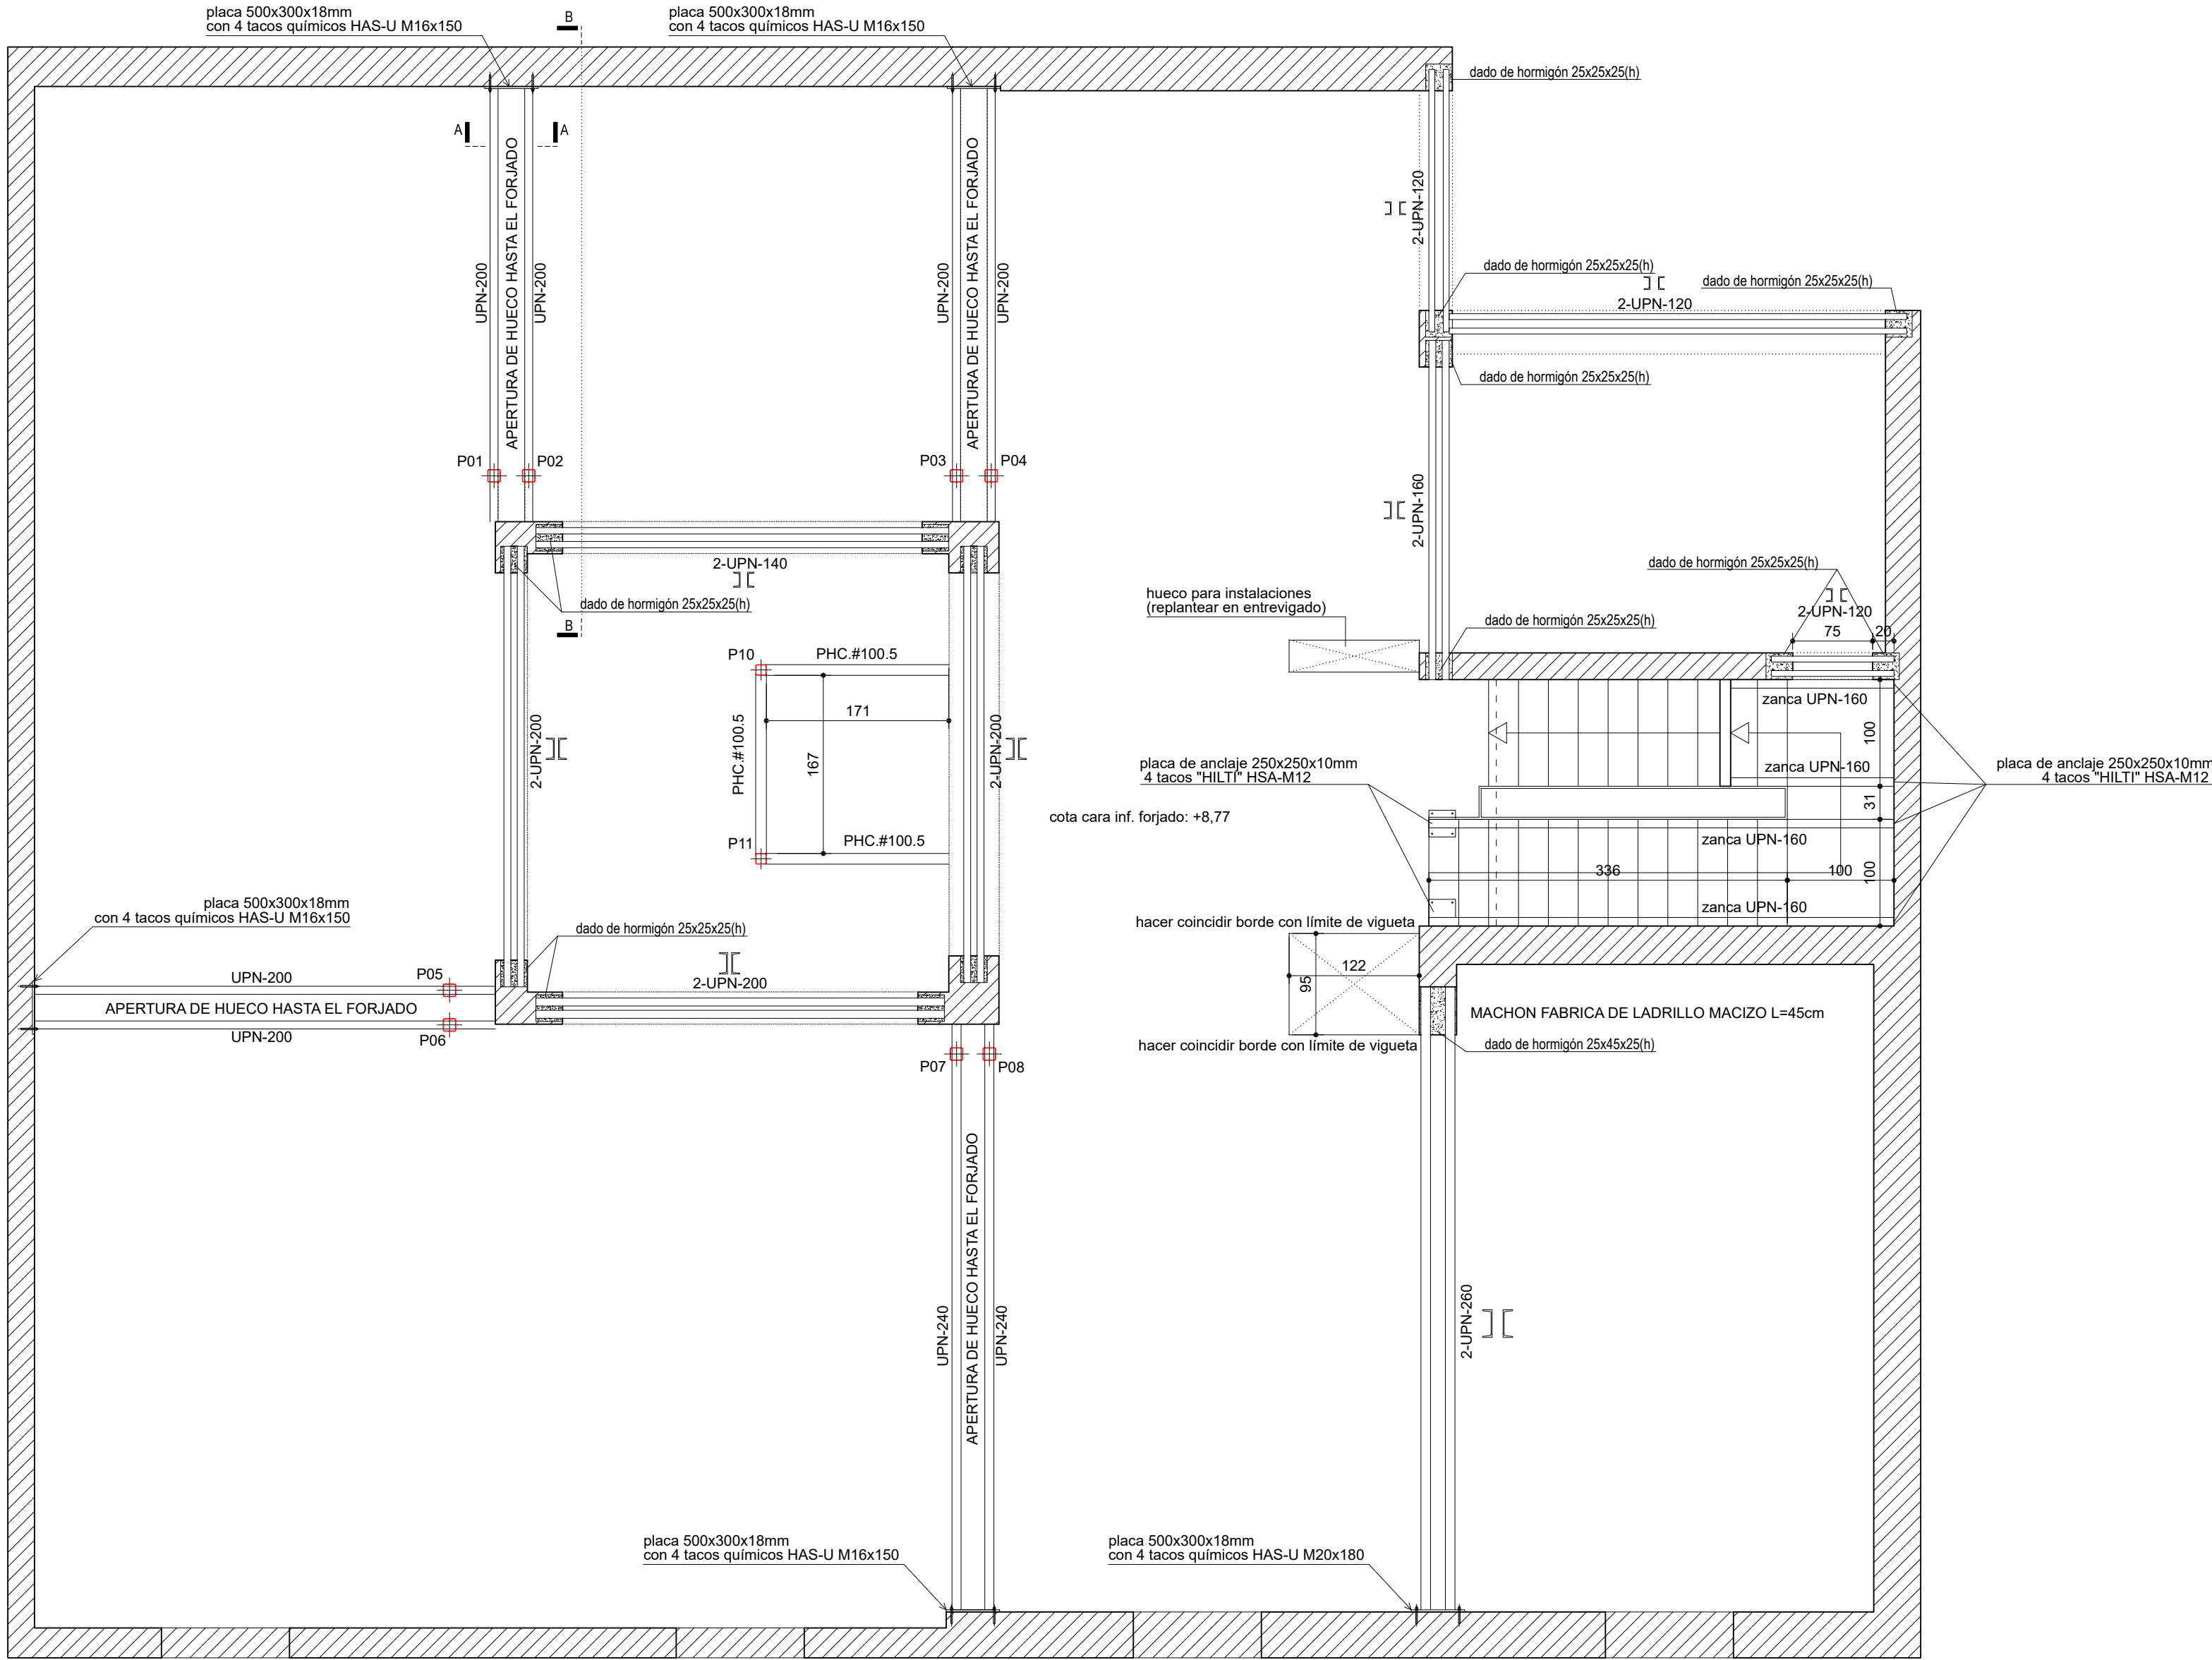 placa 500x300x18mm
con 4 tacos químicos HAS-U M16x150
B
placa 500x300x18mm
con 4 tacos químicos HAS-U M16x150
dado de hormigón 25x25x25(h)
A
A
APERTURA DE HUECO HASTA EL FORJADO
APERTURA DE HUECO HASTA EL FORJADO
UPN-200
UPN-200
UPN-200
UPN-200
2-UPN-120
dado de hormigón 25x25x25(h)
dado de hormigón 25x25x25(h)
2-UPN-120
dado de hormigón 25x25x25(h)
P01
P02
P03
P04
2-UPN-160
2-UPN-140
dado de hormigón 25x25x25(h)
B
hueco para instalaciones
(replantear en entrevigado)
dado de hormigón 25x25x25(h)
dado de hormigón 25x25x25(h)
2-UPN-120
75
20
P10
PHC.#100.5
171
PHC.#100.5
167
P11
PHC.#100.5
2-UPN-200
2-UPN-200
zanca UPN-160
100
zanca UPN-160
31
zanca UPN-160
336
100
100
zanca UPN-160
placa de anclaje 250x250x10mm
4 tacos "HILTI" HSA-M12
placa de anclaje 250x250x10mm
4 tacos "HILTI" HSA-M12
cota cara inf. forjado: +8,77
placa 500x300x18mm
con 4 tacos químicos HAS-U M16x150
dado de hormigón 25x25x25(h)
2-UPN-200
hacer coincidir borde con límite de vigueta
122
95
hacer coincidir borde con límite de vigueta
UPN-200
P05
APERTURA DE HUECO HASTA EL FORJADO
UPN-200
P06
P07
P08
MACHON FABRICA DE LADRILLO MACIZO L=45cm
dado de hormigón 25x45x25(h)
APERTURA DE HUECO HASTA EL FORJADO
UPN-240
UPN-240
2-UPN-260
placa 500x300x18mm
con 4 tacos químicos HAS-U M16x150
placa 500x300x18mm
con 4 tacos químicos HAS-U M20x180